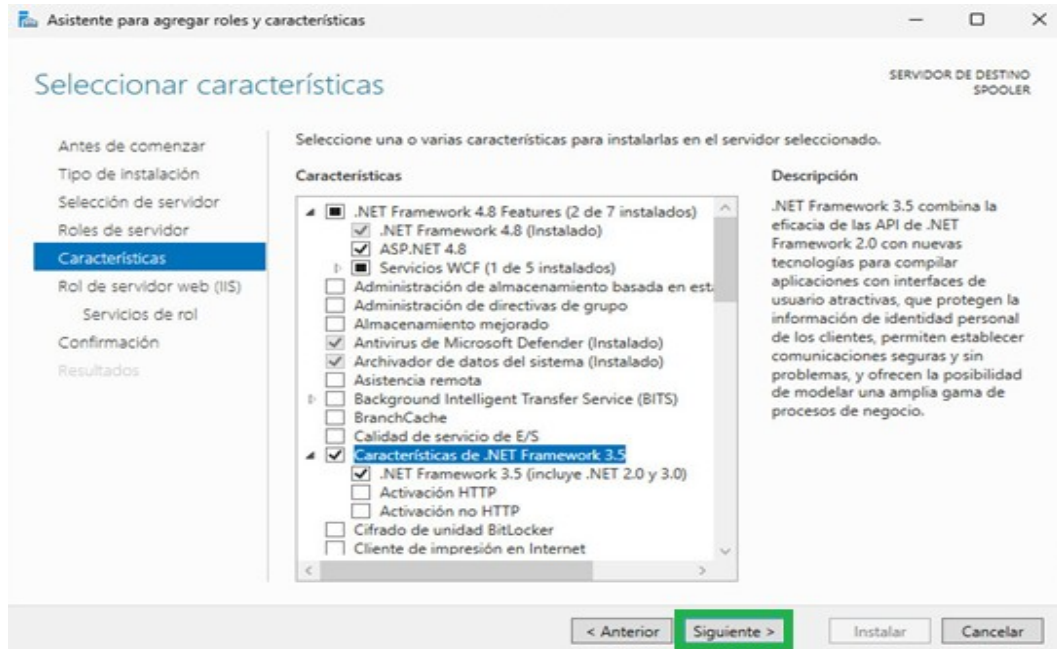 Asistente para agregar roles y características
Seleccionar características
SERVIDOR DE DESTINO
SPOOLER
Antes de comenzar
Tipo de instalación
Selección de servidor
Roles de servidor
Características
Rol de servidor web (IIS)
Servicios de rol
Confirmación
Resultados
Seleccione una o varias características para instalarlas en el servidor seleccionado.
Características
.NET Framework 4.8 Features (2 de 7 instalados)
.NET Framework 4.8 (Instalado)
ASP.NET 4.8
Servicios WCF (1 de 5 instalados)
Administración de almacenamiento basada en est
Administración de directivas de grupo
Almacenamiento mejorado
Antivirus de Microsoft Defender (Instalado)
Archivador de datos del sistema (Instalado)
Asistencia remota
Background Intelligent Transfer Service (BITS)
BranchCache
Calidad de servicio de E/S
Características de .NET Framework 3.5
.NET Framework 3.5 (incluye .NET 2.0 y 3.0)
Activación HTTP
Activación no HTTP
Cifrado de unidad BitLocker
Cliente de impresión en Internet
Descripción
.NET Framework 3.5 combina la
eficacia de las API de .NET
Framework 2.0 con nuevas
tecnologías para compilar
aplicaciones con interfaces de
usuario atractivas, que protegen la
información de identidad personal
de los clientes, permiten establecer
comunicaciones seguras y sin
problemas, y ofrecen la posibilidad
de modelar una amplia gama de
procesos de negocio.
< Anterior
Siguiente >
Instalar
Cancelar